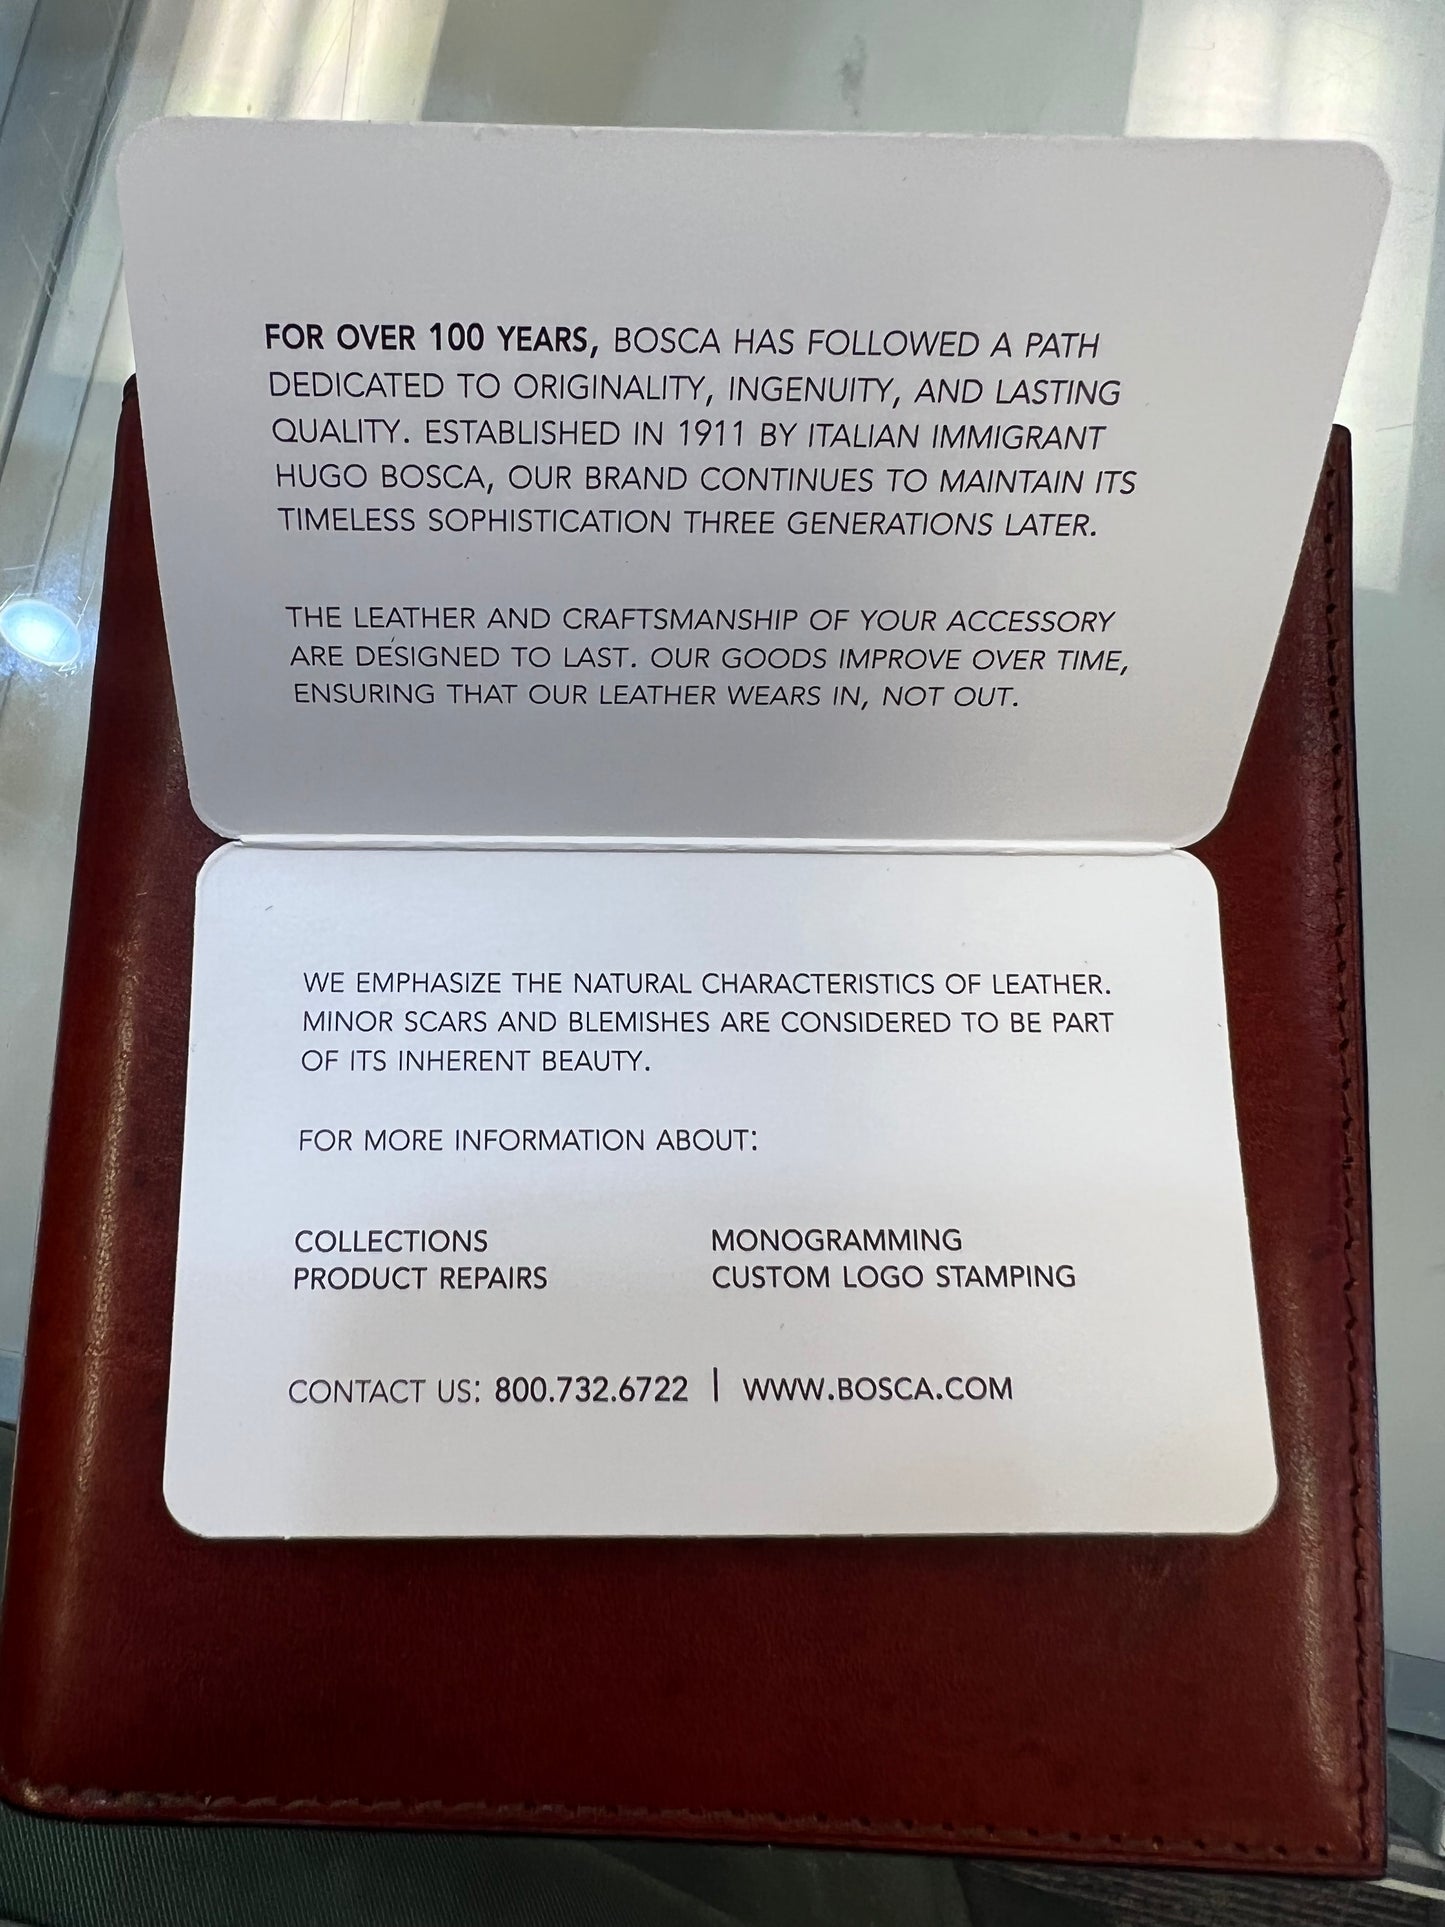 FOR OVER 100 YEARS, BOSCA HAS FOLLOWED A PATH
DEDICATED TO ORIGINALITY, INGENUITY, AND LASTING
QUALITY. ESTABLISHED IN 1911 BY ITALIAN IMMIGRANT
HUGO BOSCA, OUR BRAND CONTINUES TO MAINTAIN ITS
TIMELESS SOPHISTICATION THREE GENERATIONS LATER.
THE LEATHER AND CRAFTSMANSHIP OF YOUR ACCESSORY
ARE DESIGNED TO LAST. OUR GOODS IMPROVE OVER TIME,
ENSURING THAT OUR LEATHER WEARS IN, NOT OUT.
WE EMPHASIZE THE NATURAL CHARACTERISTICS OF LEATHER.
MINOR SCARS AND BLEMISHES ARE CONSIDERED TO BE PART
OF ITS INHERENT BEAUTY.
FOR MORE INFORMATION ABOUT:
COLLECTIONS MONOGRAMMING
PRODUCT REPAIRS CUSTOM LOGO STAMPING
CONTACT US: 800.732.6722 | WWW.BOSCA.COM